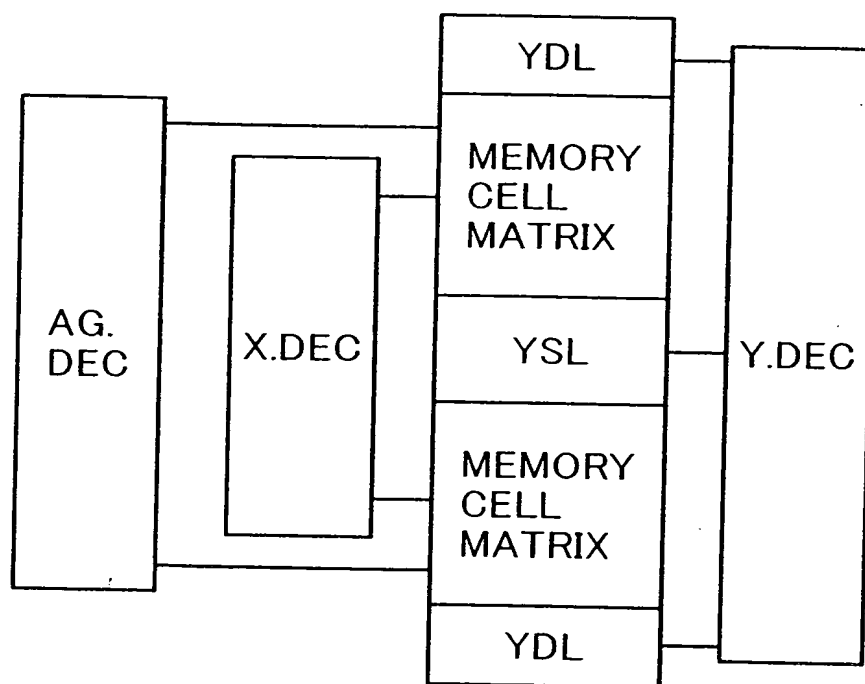 YDL
MEMORY
CELL
MATRIX
AG.
DEC
X.DEC
YSL
Y.DEC
MEMORY
CELL
MATRIX
YDL